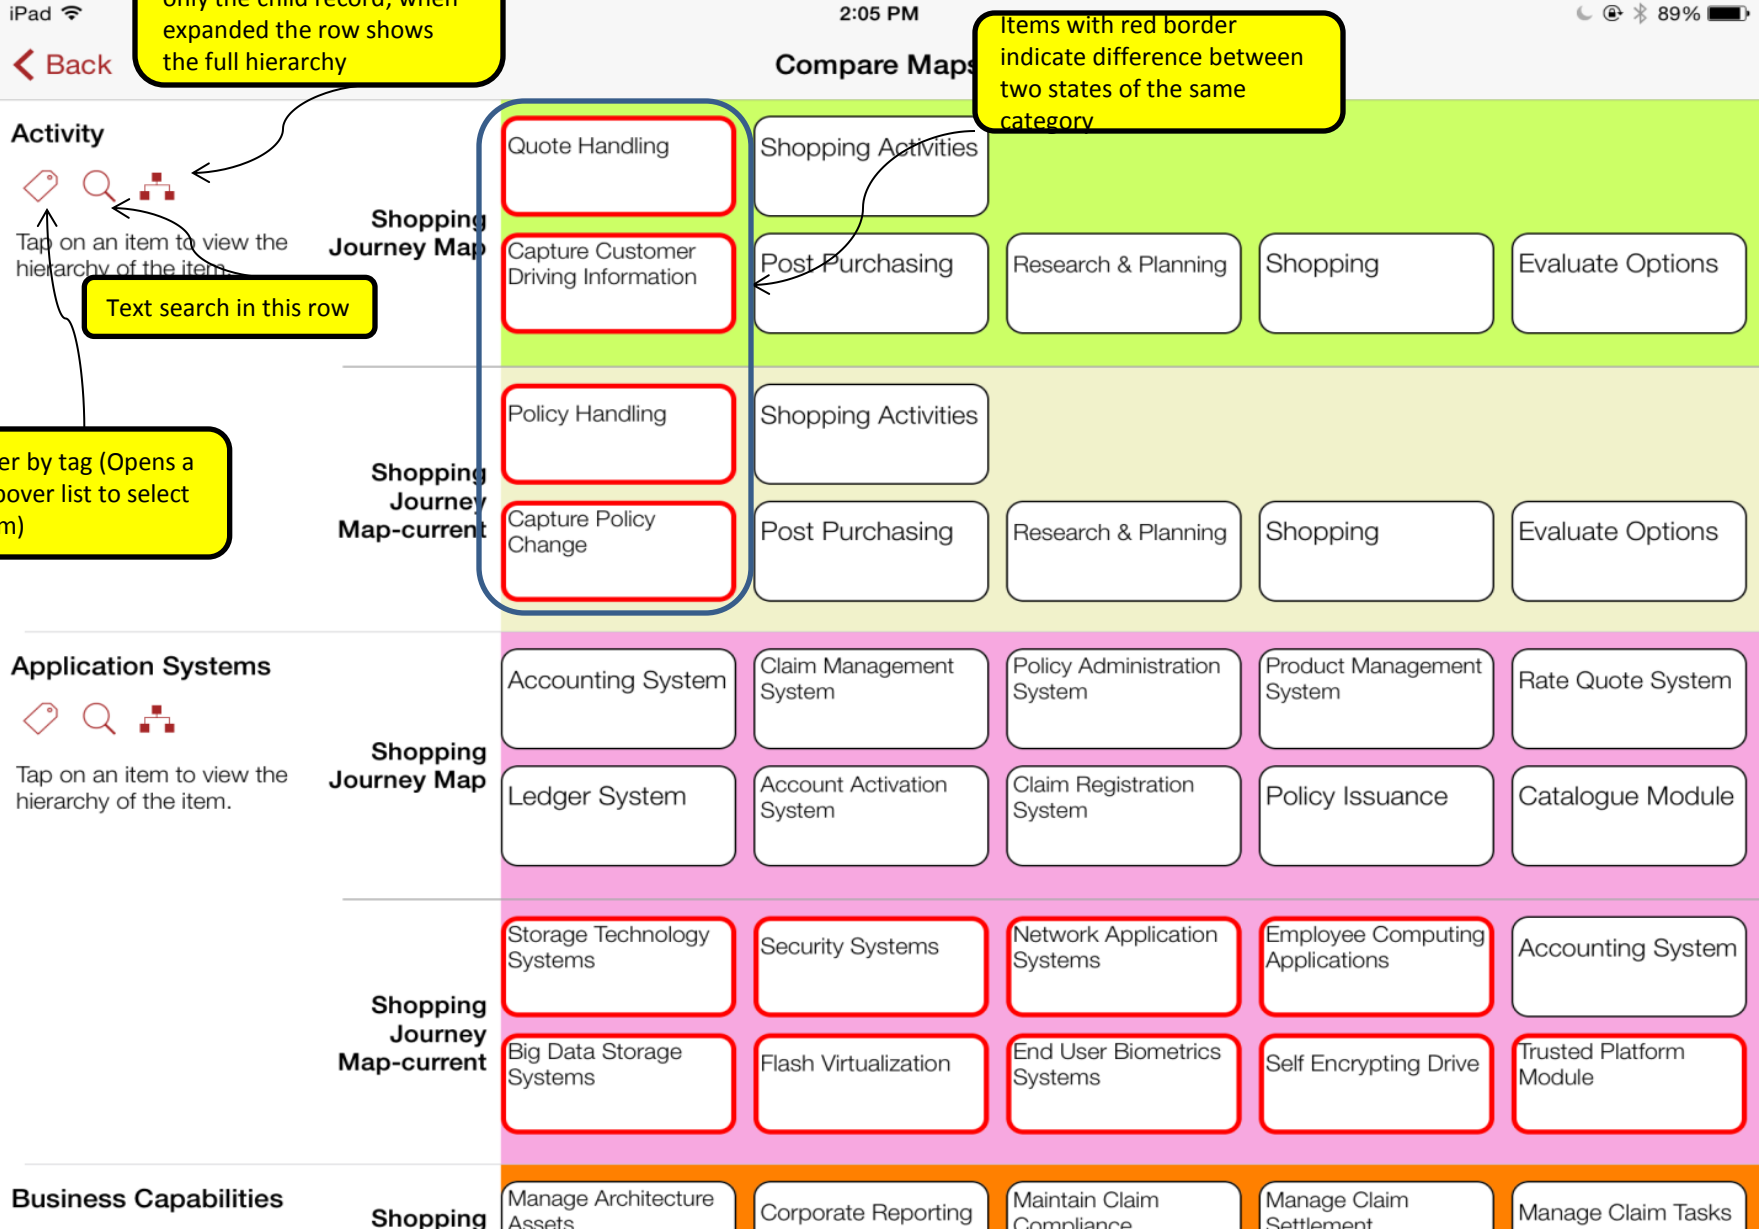 iPad
2:05 PM
89%
only the child record, when
expanded the row shows
the full hierarchy
Items with red border
indicate difference between
two states of the same
category
Back
Compare Maps
Activity
Tap on an item to view the
hierarchy of the item.
Text search in this row
er by tag (Opens a
over list to select
m)
Shopping
Journey Map
Quote Handling
Shopping Activities
Capture Customer
Driving Information
Post Purchasing
Research & Planning
Shopping
Evaluate Options
Shopping
Journey
Map-current
Policy Handling
Shopping Activities
Capture Policy
Change
Post Purchasing
Research & Planning
Shopping
Evaluate Options
Application Systems
Tap on an item to view the
hierarchy of the item.
Shopping
Journey Map
Accounting System
Claim Management
System
Policy Administration
System
Product Management
System
Rate Quote System
Ledger System
Account Activation
System
Claim Registration
System
Policy Issuance
Catalogue Module
Shopping
Journey
Map-current
Storage Technology
Systems
Security Systems
Network Application
Systems
Employee Computing
Applications
Accounting System
Big Data Storage
Systems
Flash Virtualization
End User Biometrics
Systems
Self Encrypting Drive
Trusted Platform
Module
Business Capabilities
Shopping
Manage Architecture
Assets
Corporate Reporting
Maintain Claim
Compliance
Manage Claim
Settlement
Manage Claim Tasks